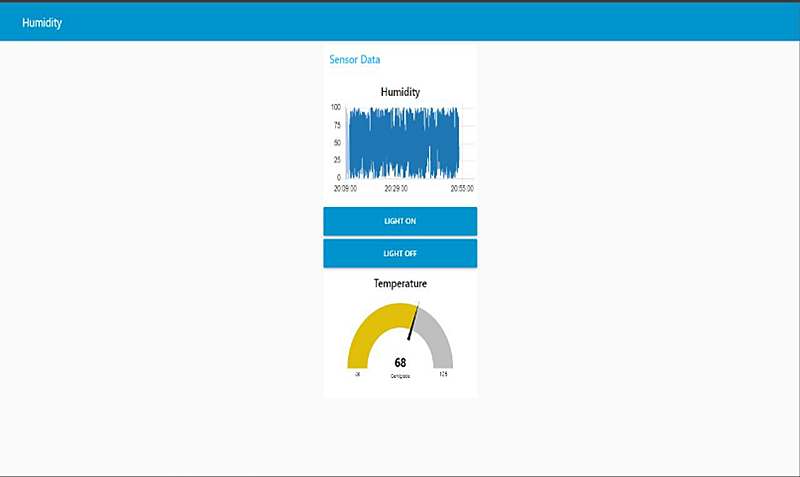 Humidity
Sensor Data
Humidity
100
75
50
25
0
20:09:00 20:29:00 20:55:00
LIGHT ON
LIGHT OFF
Temperature
68
Centigrade
125